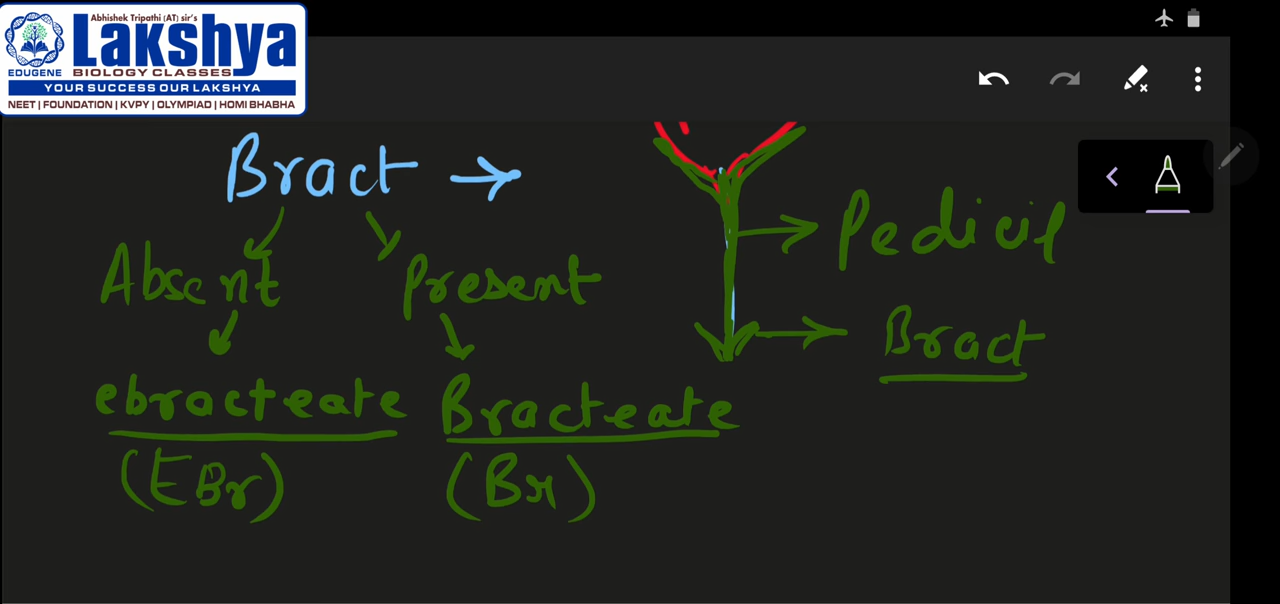 Abhishek Tripathi (AT) sir's
Lakshya
EDUGENE
BIOLOGY CLASSES
YOUR SUCCESS OUR LAKSHYA
NEET | FOUNDATION | KVPY | OLYMPIAD | HOMI BHABHA
Bract →
Pedicil
Absent Present
Bract
ebracteate Bracteate
(EBr) (Br)